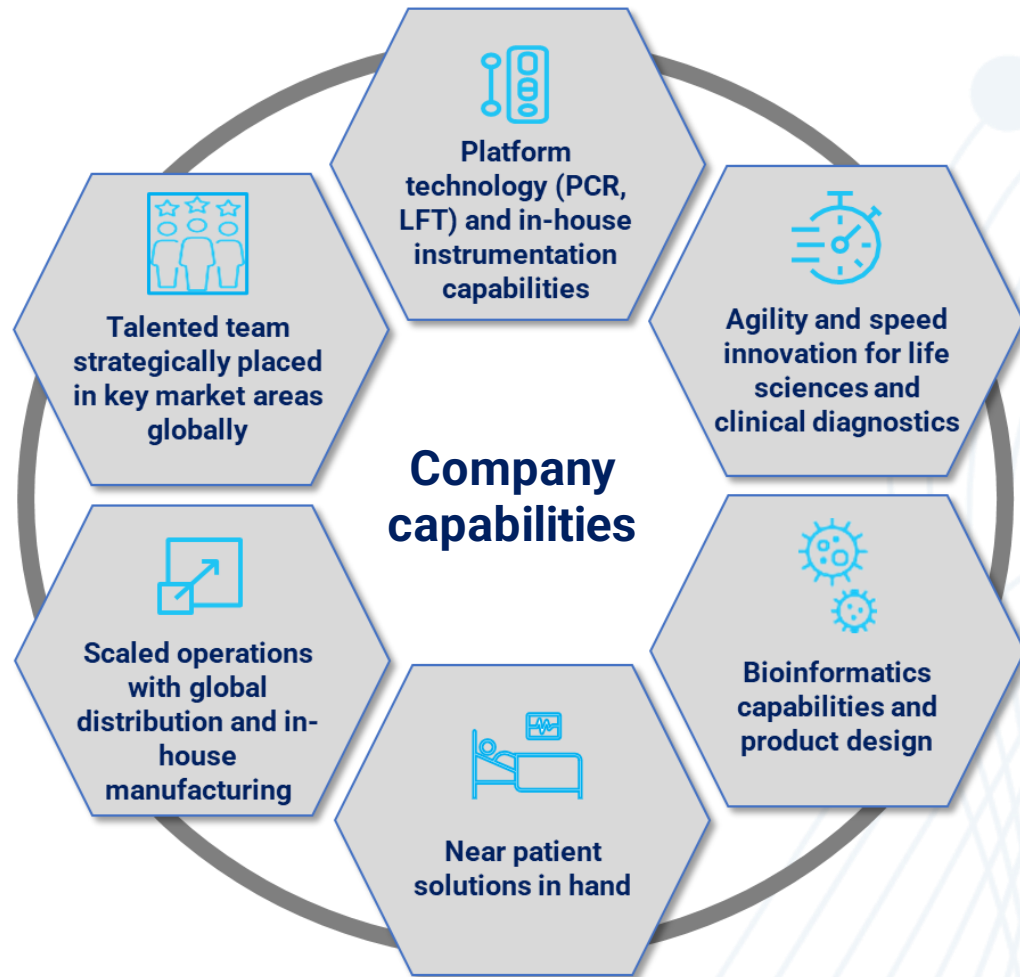 Platform
technology (PCR,
LFT) and in-house
instrumentation
capabilities
Talented team
strategically placed
in key market areas
globally
Agility and speed
innovation for life
sciences and
clinical diagnostics
Company
capabilities
Scaled operations
with global
distribution and in-
house
manufacturing
Bioinformatics
capabilities and
product design
Near patient
solutions in hand